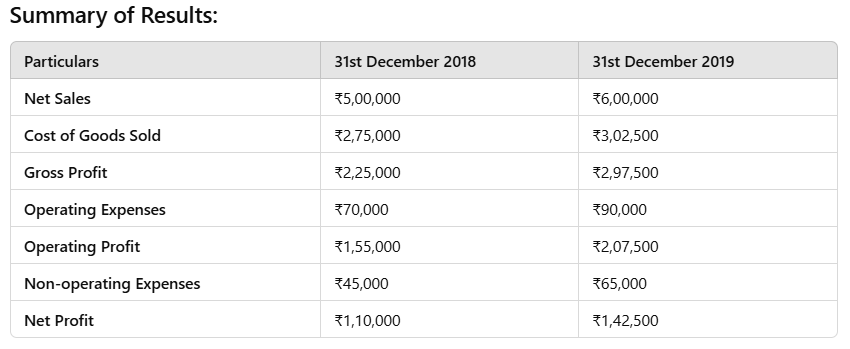 Summary of Results:
Particulars 31st December 2018 31st December 2019
Net Sales ₹5,00,000 ₹6,00,000
Cost of Goods Sold ₹2,75,000 ₹3,02,500
Gross Profit ₹2,25,000 ₹2,97,500
Operating Expenses ₹70,000 ₹90,000
Operating Profit ₹1,55,000 ₹2,07,500
Non-operating Expenses ₹45,000 ₹65,000
Net Profit ₹1,10,000 ₹1,42,500